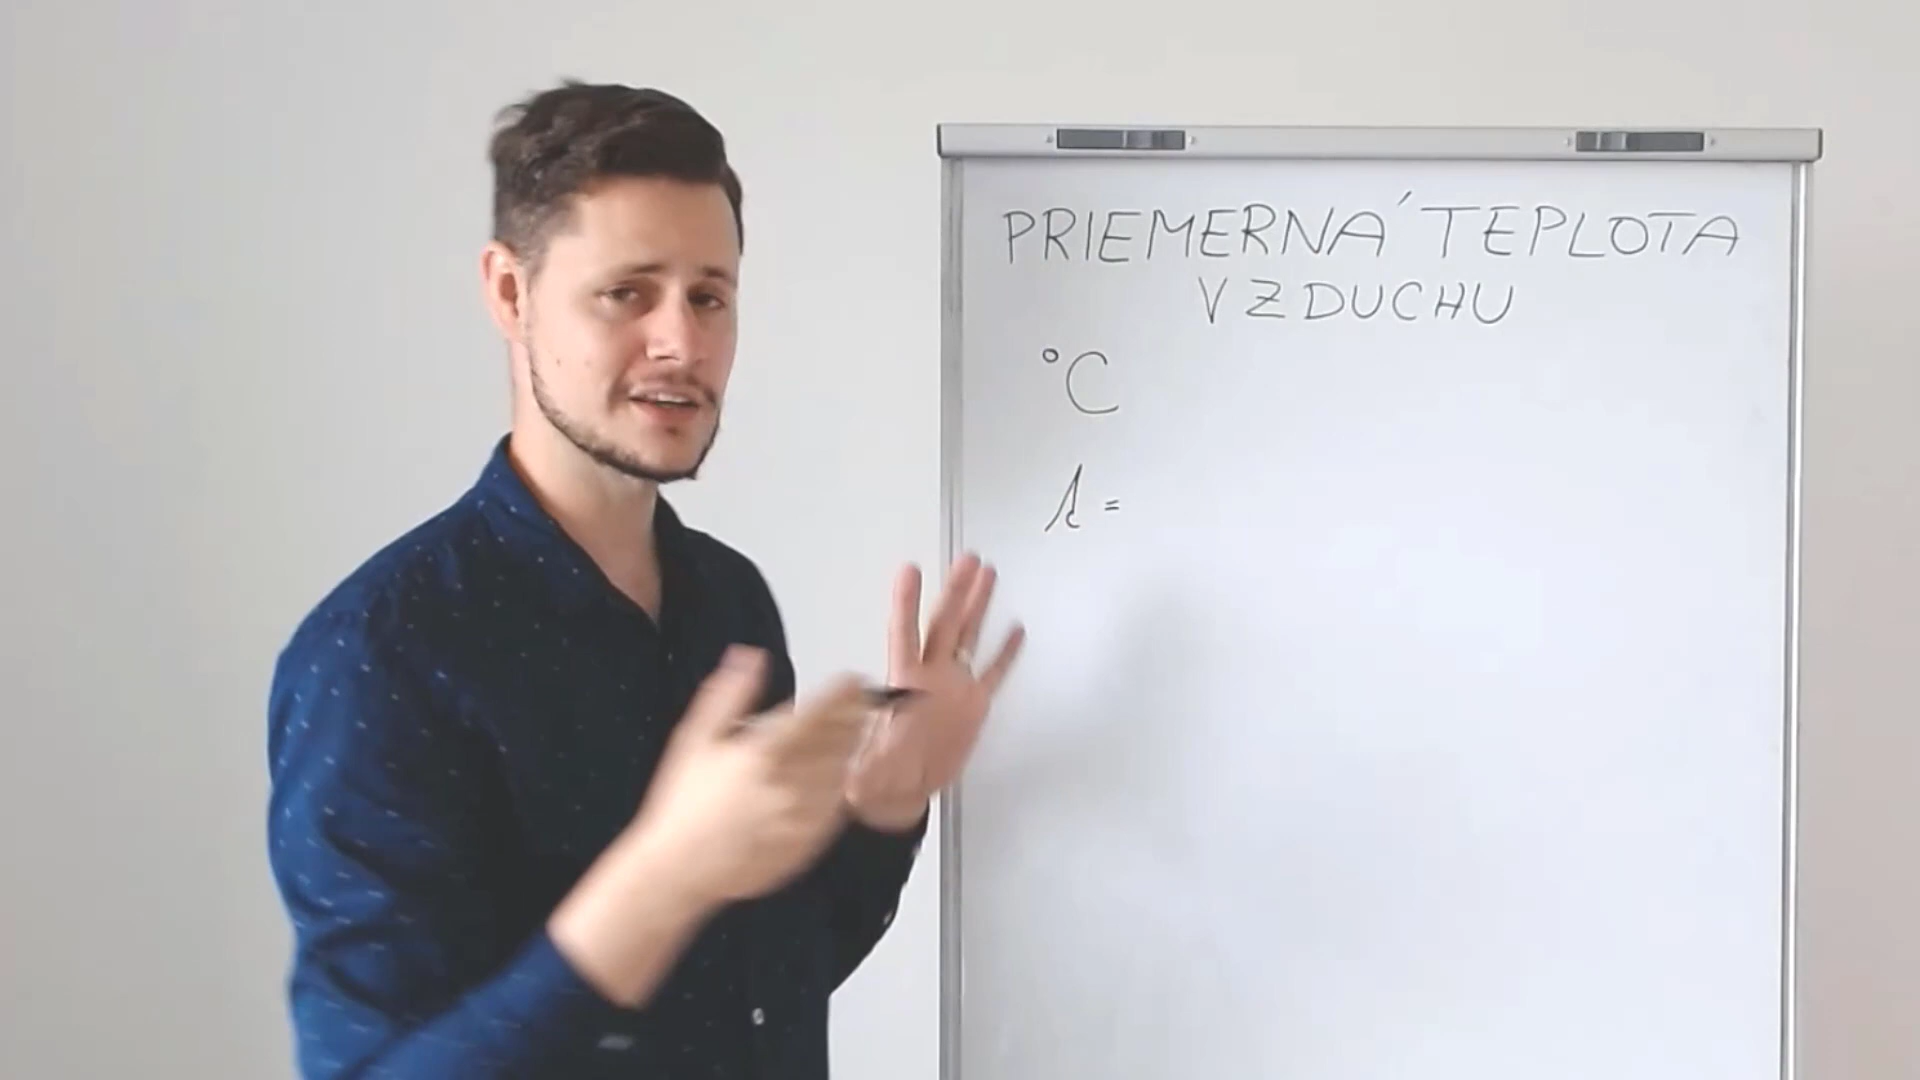 PRIEMERNÁ TEPLOTA
VZDUCHU
°C
t =